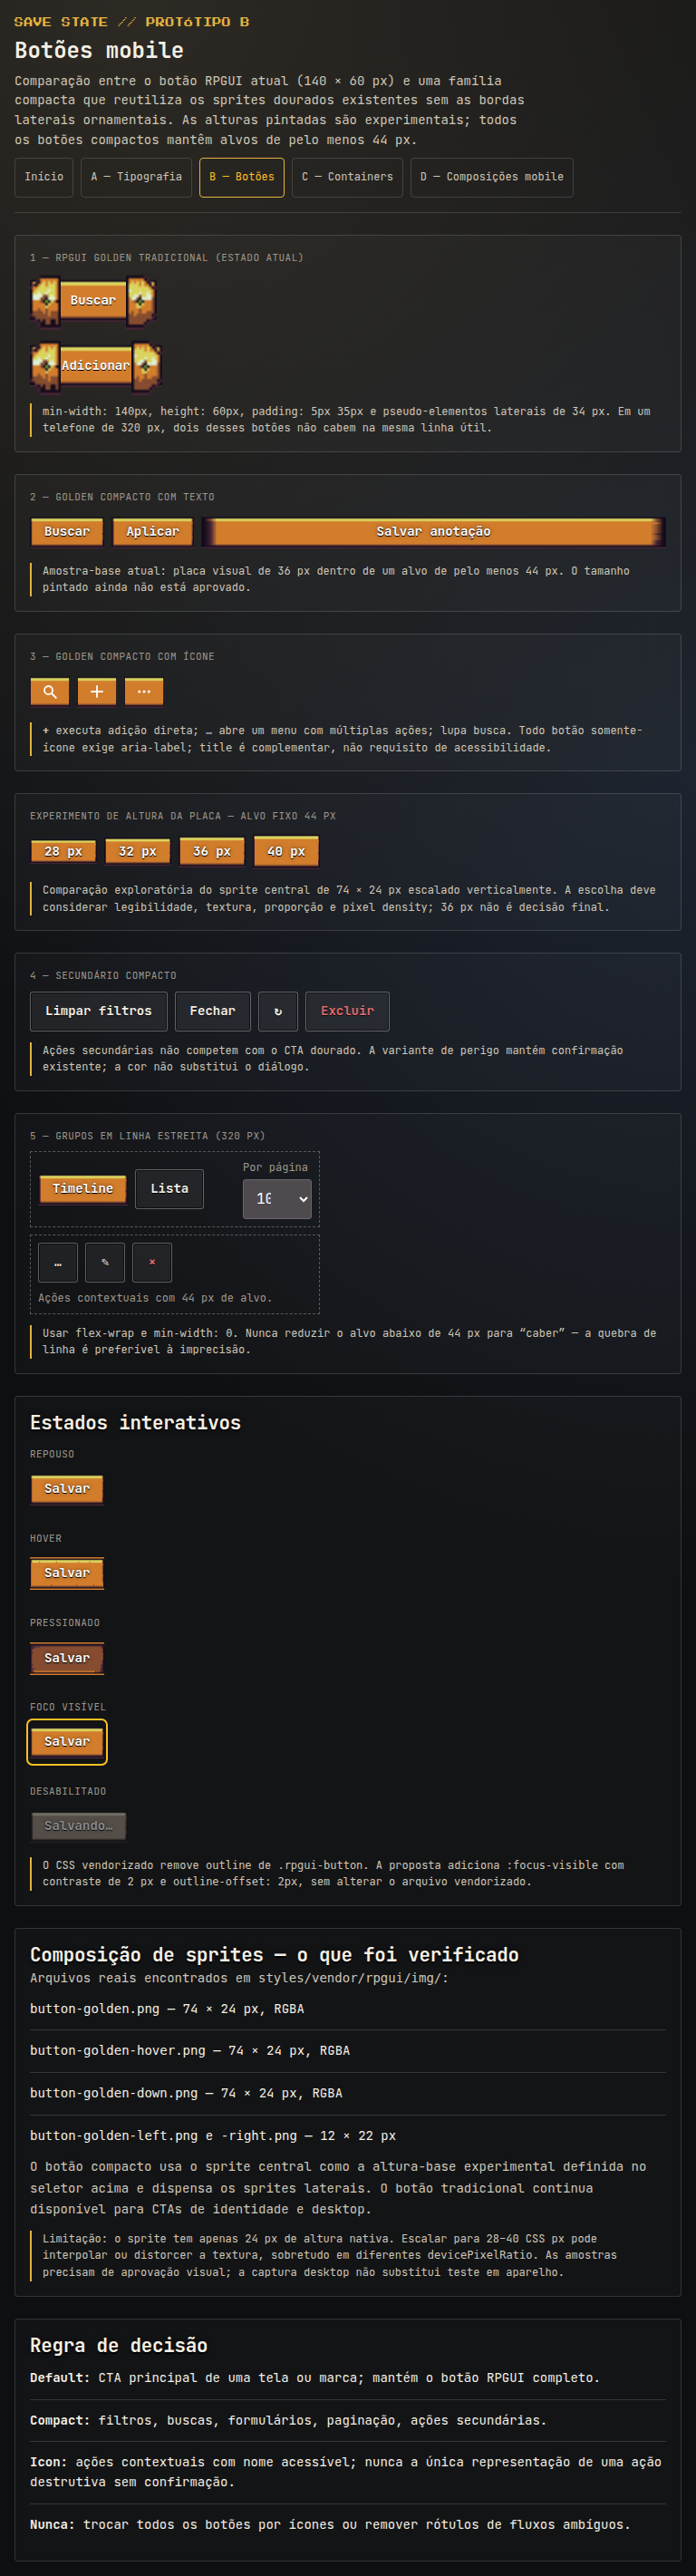 SAVE STATE // PROTóTIPO B
Botões mobile
Comparação entre o botão RPGUI atual (140 × 60 px) e uma família
compacta que reutiliza os sprites dourados existentes sem as bordas
laterais ornamentais. As alturas pintadas são experimentais; todos
os botões compactos mantêm alvos de pelo menos 44 px.
Início
A — Tipografia
B — Botões
C — Containers
D — Composições mobile
1 — RPGUI GOLDEN TRADICIONAL (ESTADO ATUAL)
Buscar
Adicionar
min-width: 140px, height: 60px, padding: 5px 35px e pseudo-elementos laterais de 34 px. Em um
telefone de 320 px, dois desses botões não cabem na mesma linha útil.
2 — GOLDEN COMPACTO COM TEXTO
Buscar
Aplicar
Salvar anotação
Amostra-base atual: placa visual de 36 px dentro de um alvo de pelo menos 44 px. O tamanho
pintado ainda não está aprovado.
3 — GOLDEN COMPACTO COM ÍCONE
+ executa adição direta; … abre um menu com múltiplas ações; lupa busca. Todo botão somente-
ícone exige aria-label; title é complementar, não requisito de acessibilidade.
EXPERIMENTO DE ALTURA DA PLACA — ALVO FIXO 44 PX
28 px
32 px
36 px
40 px
Comparação exploratória do sprite central de 74 × 24 px escalado verticalmente. A escolha deve
considerar legibilidade, textura, proporção e pixel density; 36 px não é decisão final.
4 — SECUNDÁRIO COMPACTO
Limpar filtros
Fechar
↻
Excluir
Ações secundárias não competem com o CTA dourado. A variante de perigo mantém confirmação
existente; a cor não substitui o diálogo.
5 — GRUPOS EM LINHA ESTREITA (320 PX)
Timeline
Lista
Por página
10
…
✎
×
Ações contextuais com 44 px de alvo.
Usar flex-wrap e min-width: 0. Nunca reduzir o alvo abaixo de 44 px para “caber” — a quebra de
linha é preferível à imprecisão.
Estados interativos
REPOUSO
Salvar
HOVER
Salvar
PRESSIONADO
Salvar
FOCO VISÍVEL
Salvar
DESABILITADO
Salvando…
O CSS vendorizado remove outline de .rpgui-button. A proposta adiciona :focus-visible com
contraste de 2 px e outline-offset: 2px, sem alterar o arquivo vendorizado.
Composição de sprites — o que foi verificado
Arquivos reais encontrados em styles/vendor/rpgui/img/:
button-golden.png — 74 × 24 px, RGBA
button-golden-hover.png — 74 × 24 px, RGBA
button-golden-down.png — 74 × 24 px, RGBA
button-golden-left.png e -right.png — 12 × 22 px
O botão compacto usa o sprite central como a altura-base experimental definida no
seletor acima e dispensa os sprites laterais. O botão tradicional continua
disponível para CTAs de identidade e desktop.
Limitação: o sprite tem apenas 24 px de altura nativa. Escalar para 28–40 CSS px pode
interpolar ou distorcer a textura, sobretudo em diferentes devicePixelRatio. As amostras
precisam de aprovação visual; a captura desktop não substitui teste em aparelho.
Regra de decisão
Default: CTA principal de uma tela ou marca; mantém o botão RPGUI completo.
Compact: filtros, buscas, formulários, paginação, ações secundárias.
Icon: ações contextuais com nome acessível; nunca a única representação de uma ação
destrutiva sem confirmação.
Nunca: trocar todos os botões por ícones ou remover rótulos de fluxos ambíguos.